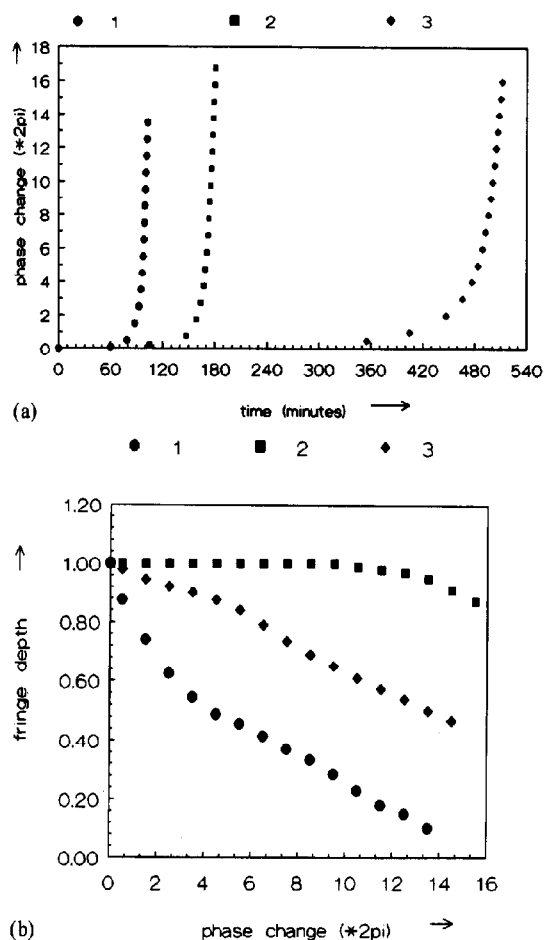 1 2 3
18
16
14
12
10
8
6
4
2
0
phase change (*2pi)
0 60 120 180 240 300 360 420 480 540
(a) time (minutes)
1 2 3
1.20
1.00
0.80
0.60
0.40
0.20
0.00
fringe depth
0 2 4 6 8 10 12 14 16
(b) phase change (*2pi)